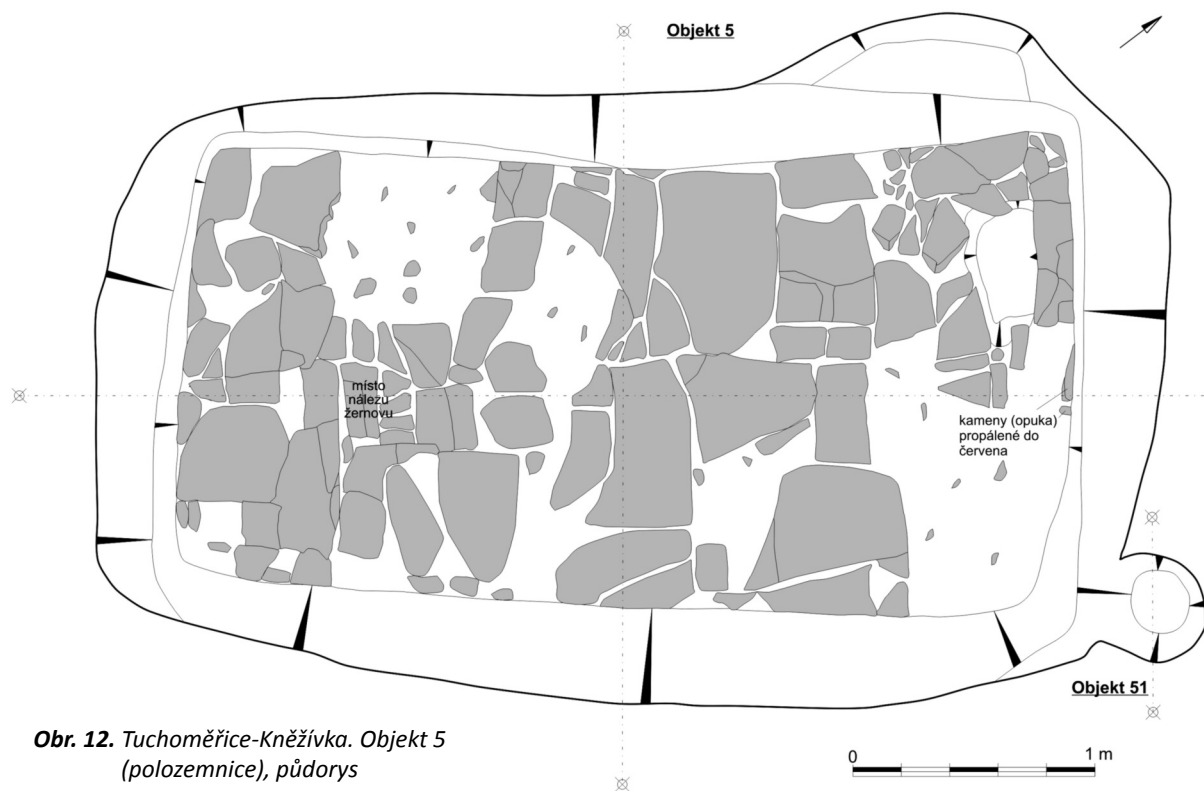 Objekt 5
místo
nálezu
žernovu
kameny (opuka)
propálené do
červena
Objekt 51
Obr. 12. Tuchoměřice-Kněžívka. Objekt 5
(polozemnice), půdorys
0 1 m